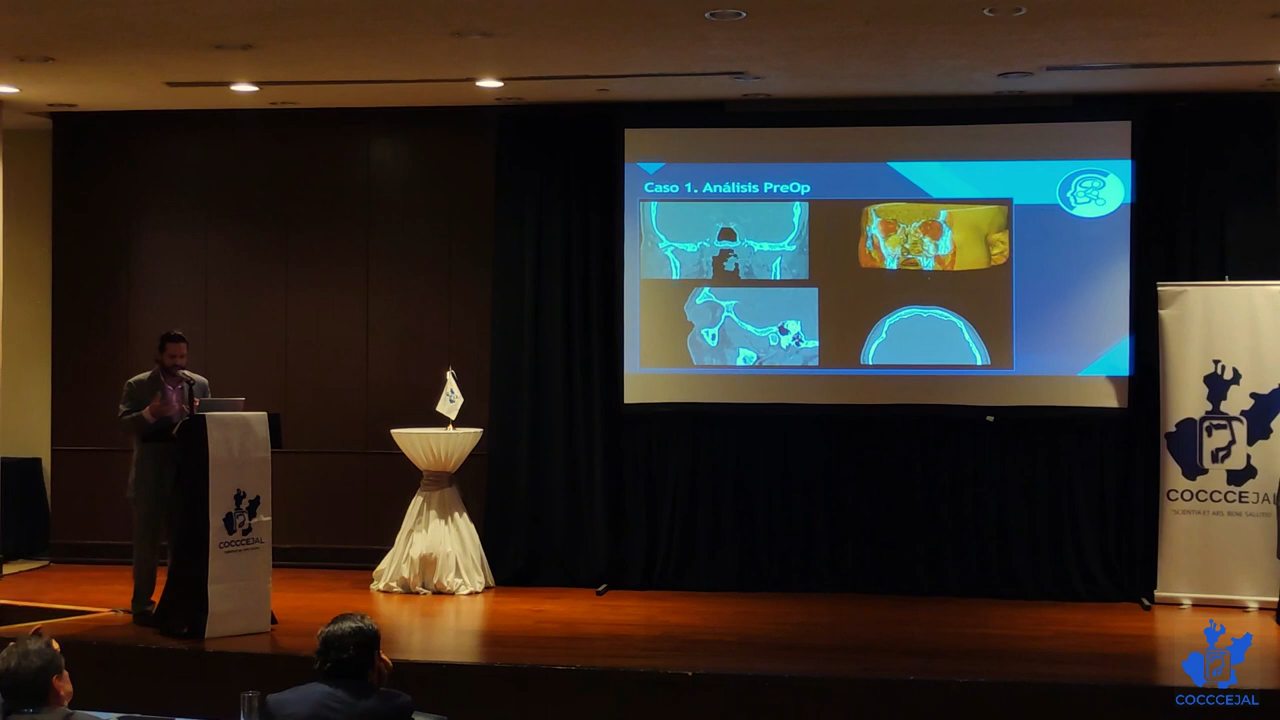 Caso 1. Análisis PreOp
COCCCEJAL
COCCCEJAL
"SCIENTIA ET ARS, BENE SALUTIS"
COCCCEJAL